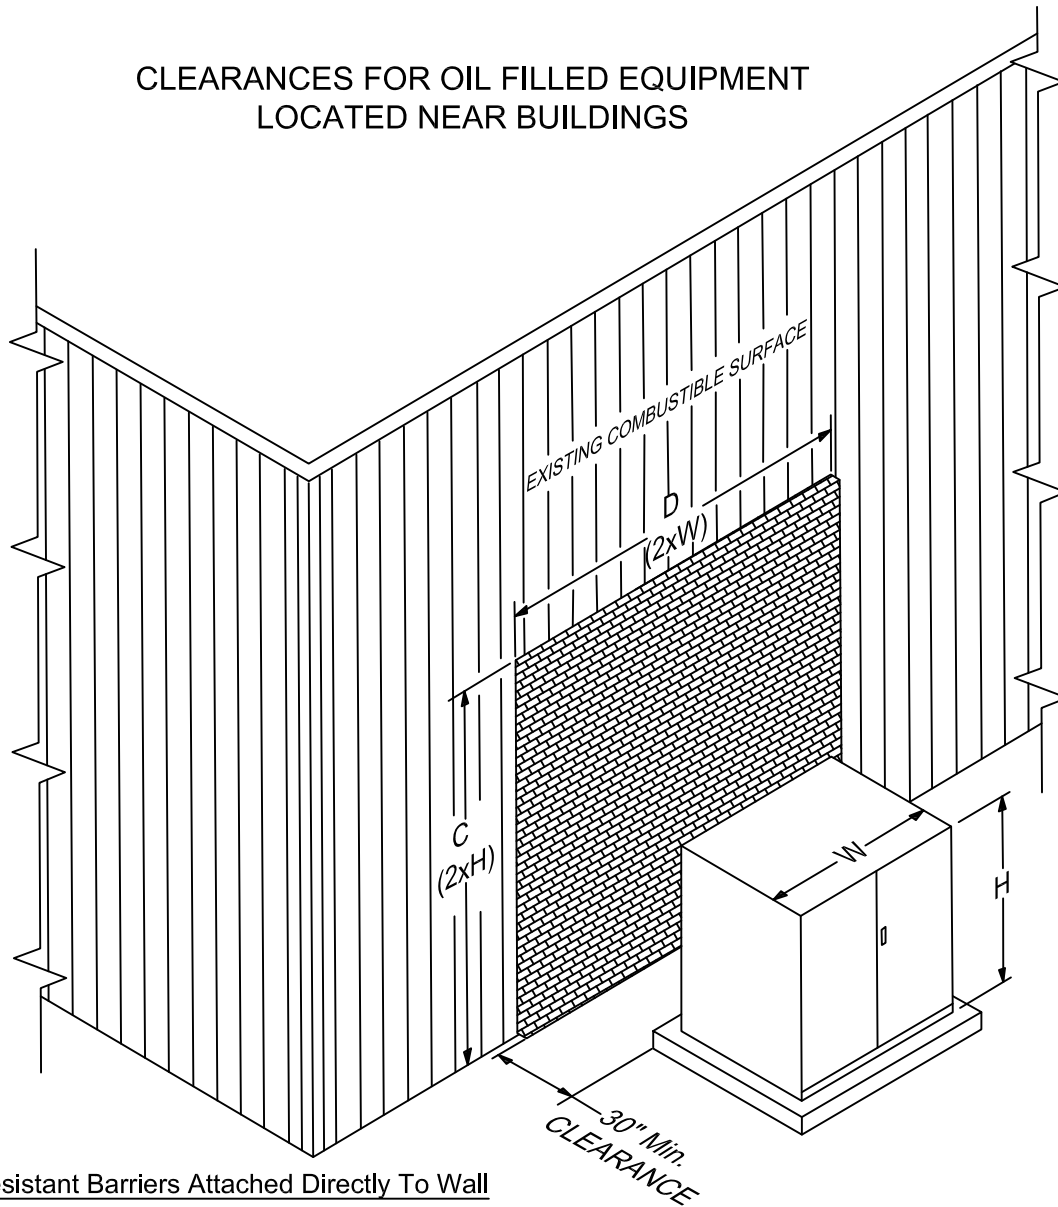 CLEARANCES FOR OIL FILLED EQUIPMENT
LOCATED NEAR BUILDINGS
EXISTING COMBUSTIBLE SURFACE
D
(2xW)
C
(2xH)
W
H
30" Min.
CLEARANCE
Barriers Attached Directly To Wall